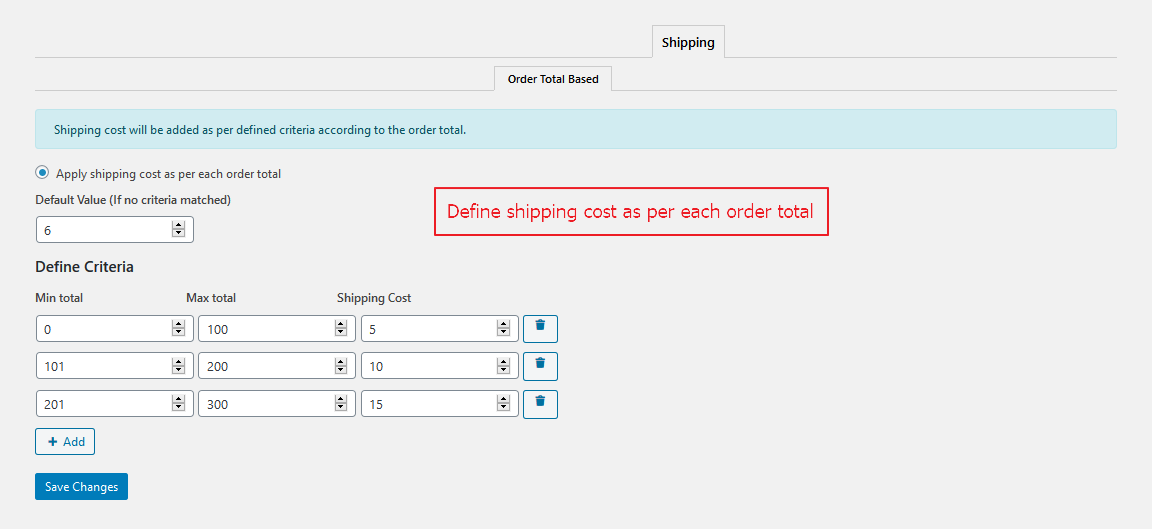 Shipping
Order Total Based
Shipping cost will be added as per defined criteria according to the order total.
Apply shipping cost as per each order total
Default Value (If no criteria matched)
Define shipping cost as per each order total
6
Define Criteria
Min total Max total Shipping Cost
0 100 5
101 200 10
201 300 15
+ Add
Save Changes